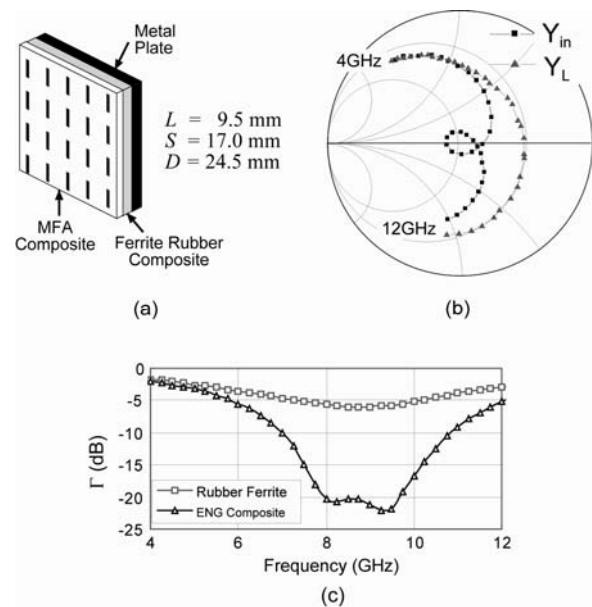 (a)
Metal
Plate
L = 9.5 mm
S = 17.0 mm
D = 24.5 mm
MFA
Composite
Ferrite Rubber
Composite
(a)
Y_in
Y_L
4GHz
12GHz
(b)
Γ (dB)
0
-5
-10
-15
-20
-25
Rubber Ferrite
ENG Composite
4
6
8
10
12
Frequency (GHz)
(c)